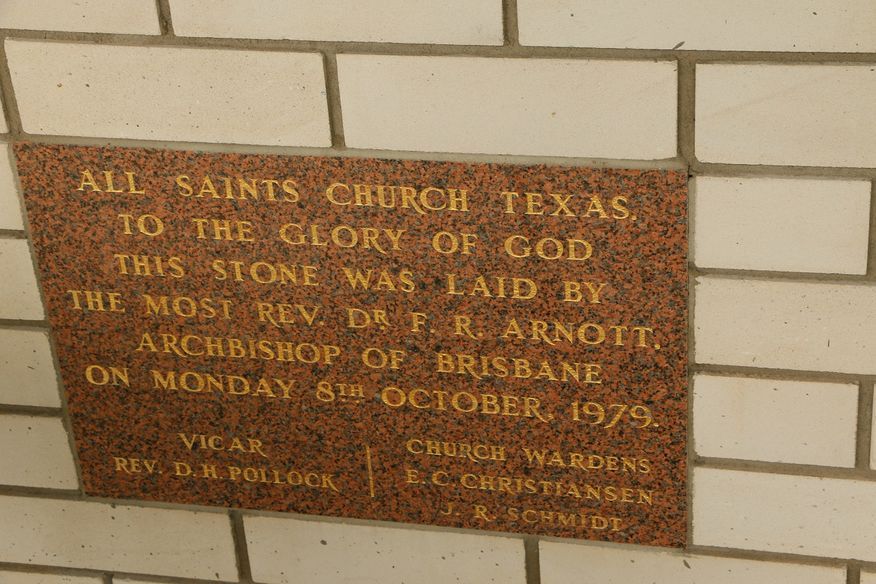 ALL SAINTS CHURCH TEXAS.
TO THE GLORY OF GOD
THIS STONE WAS LAID BY
THE MOST REV. DR F. R. ARNOTT.
ARCHBISHOP OF BRISBANE
ON MONDAY 8TH OCTOBER. 1979.
VICAR
REV. D.H. POLLOCK
CHURCH WARDENS
E.C. CHRISTIANSEN
J. R. SCHMIDT